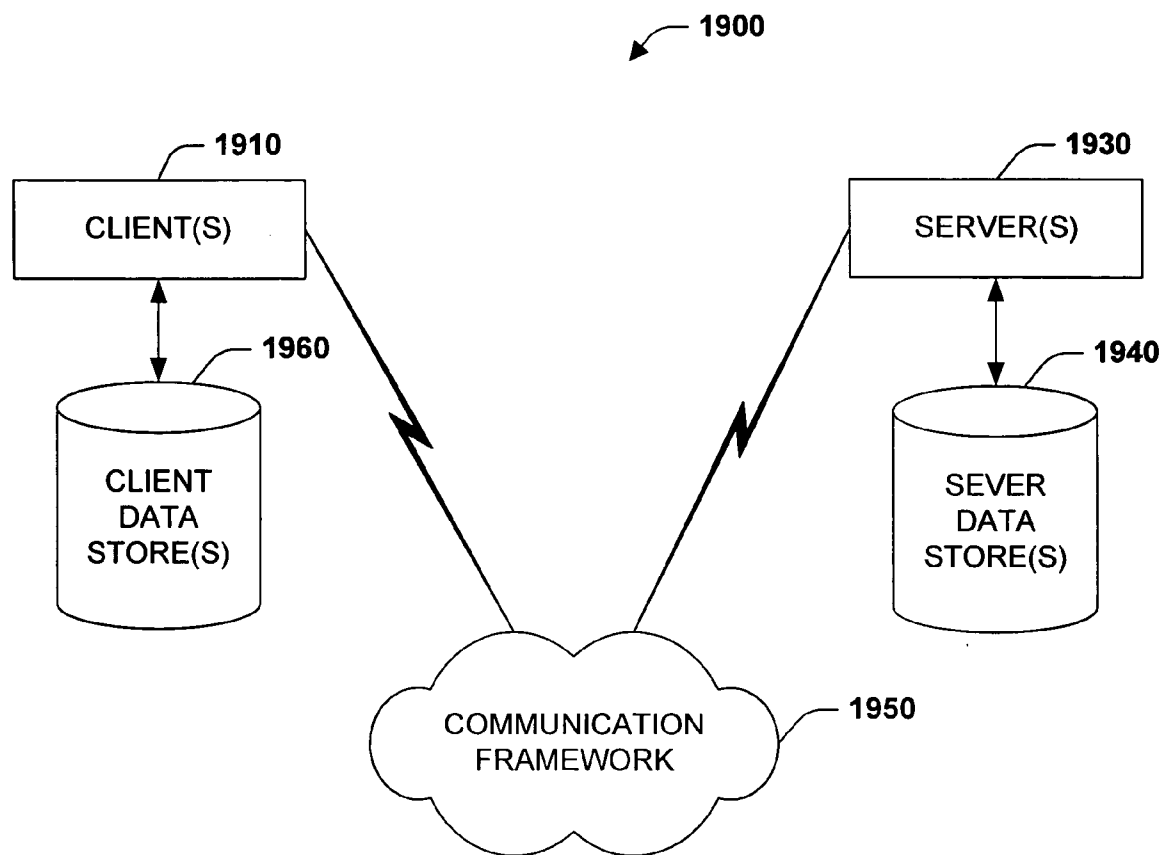 1900
1910
1930
CLIENT(S)
SERVER(S)
1960
1940
CLIENT
DATA
STORE(S)
SEVER
DATA
STORE(S)
COMMUNICATION
FRAMEWORK
1950